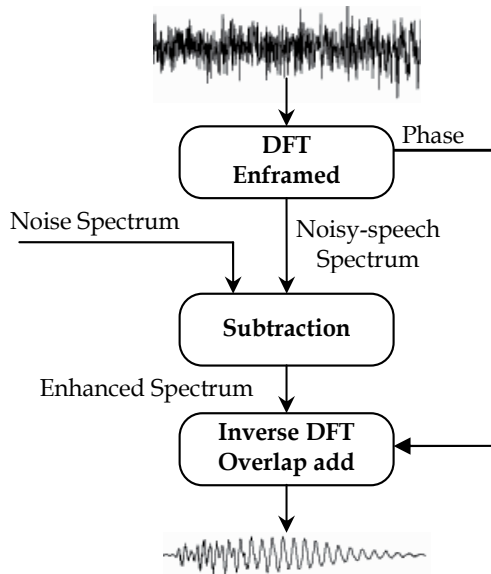 DFT
Enframed
Phase
Noise Spectrum
Noisy-speech
Spectrum
Subtraction
Enhanced Spectrum
Inverse DFT
Overlap add